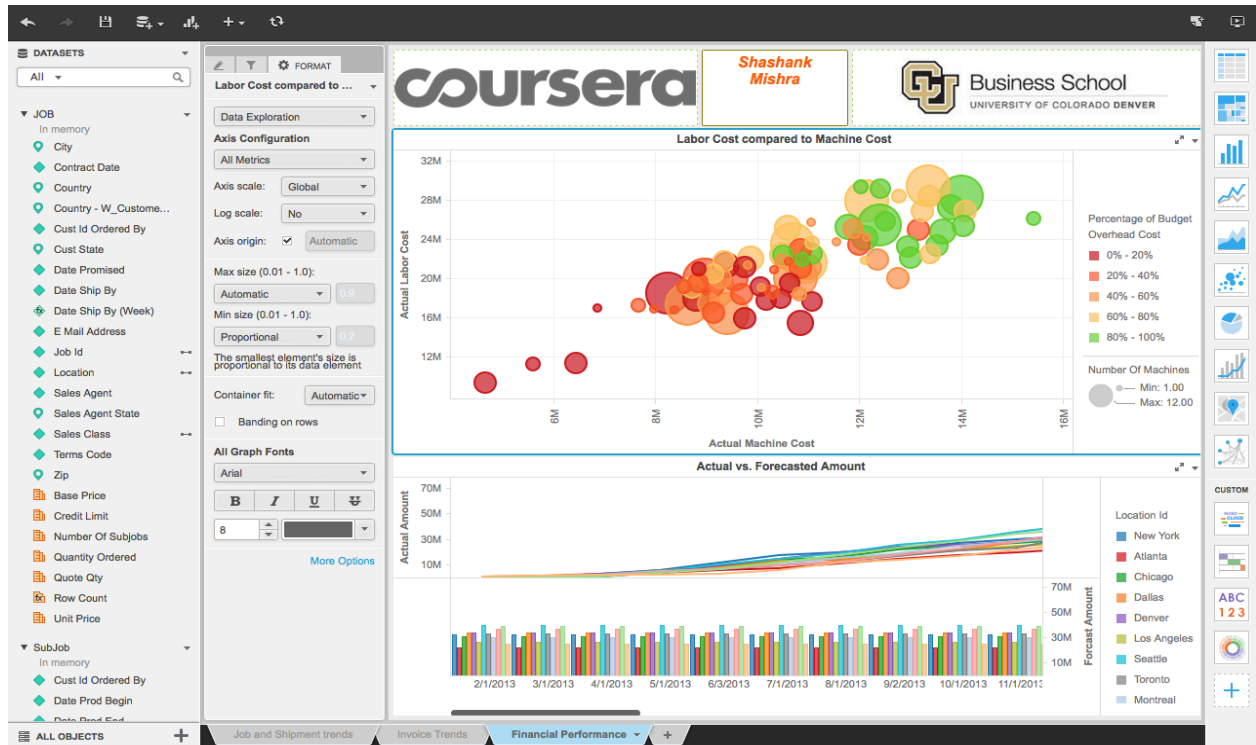 DATASETS
All
JOB
In memory
City
Contract Date
Country
Country - W_Custome...
Cust Id Ordered By
Cust State
Date Promised
Date Ship By
Date Ship By (Week)
E Mail Address
Job Id
Location
Sales Agent
Sales Agent State
Sales Class
Terms Code
Zip
Base Price
Credit Limit
Number Of Subjobs
Quantity Ordered
Quote Qty
fx Row Count
Unit Price
SubJob
In memory
Cust Id Ordered By
Date Prod Begin
Date Prod End
ALL OBJECTS
FORMAT
Labor Cost compared to ...
Data Exploration
Axis Configuration
All Metrics
Axis scale: Global
Log scale: No
Axis origin: Automatic
Max size (0.01 - 1.0):
Automatic 0.9
Min size (0.01 - 1.0):
Proportional 0.2
The smallest element's size is
proportional to its data element
Container fit: Automatic
Banding on rows
All Graph Fonts
Arial
B I U
8
More Options
coursera
Shashank
Mishra
CU
Business School
UNIVERSITY OF COLORADO DENVER
Labor Cost compared to Machine Cost
Actual Labor Cost
32M
28M
24M
20M
16M
12M
6M 8M 10M 12M 14M 16M
Actual Machine Cost
Percentage of Budget
Overhead Cost
0% - 20%
20% - 40%
40% - 60%
60% - 80%
80% - 100%
Number Of Machines
Min: 1.00
Max: 12.00
Actual vs. Forecasted Amount
Actual Amount
70M
50M
30M
10M
70M
50M
30M
10M
Forcast Amount
2/1/2013 3/1/2013 4/1/2013 5/1/2013 6/3/2013 7/1/2013 8/1/2013 9/2/2013 10/1/2013 11/1/2013
Location Id
New York
Atlanta
Chicago
Dallas
Denver
Los Angeles
Seattle
Toronto
Montreal
Job and Shipment trends
Invoice Trends
Financial Performance
CUSTOM
WORD
CLOUD
ABC
123